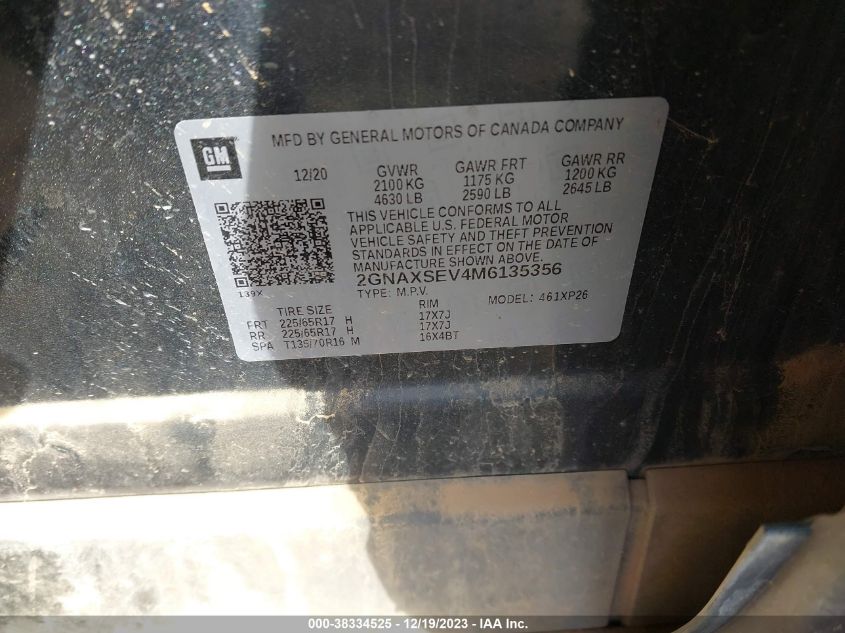 MFD BY GENERAL MOTORS OF CANADA COMPANY
GM
12/20 GVWR GAWR FRT GAWR RR
2100 KG 1175 KG 1200 KG
4630 LB 2590 LB 2645 LB
THIS VEHICLE CONFORMS TO ALL
APPLICABLE U.S. FEDERAL MOTOR
VEHICLE SAFETY AND THEFT PREVENTION
STANDARDS IN EFFECT ON THE DATE OF
MANUFACTURE SHOWN ABOVE.
2GNAXSEV4M6135356
139X TYPE: M.P.V. MODEL: 461XP26
TIRE SIZE RIM
FRT 225/65R17 H 17X7J
RR 225/65R17 H 17X7J
SPA T135/70R16 M 16X4BT
000-38334525 - 12/19/2023 - IAA Inc.